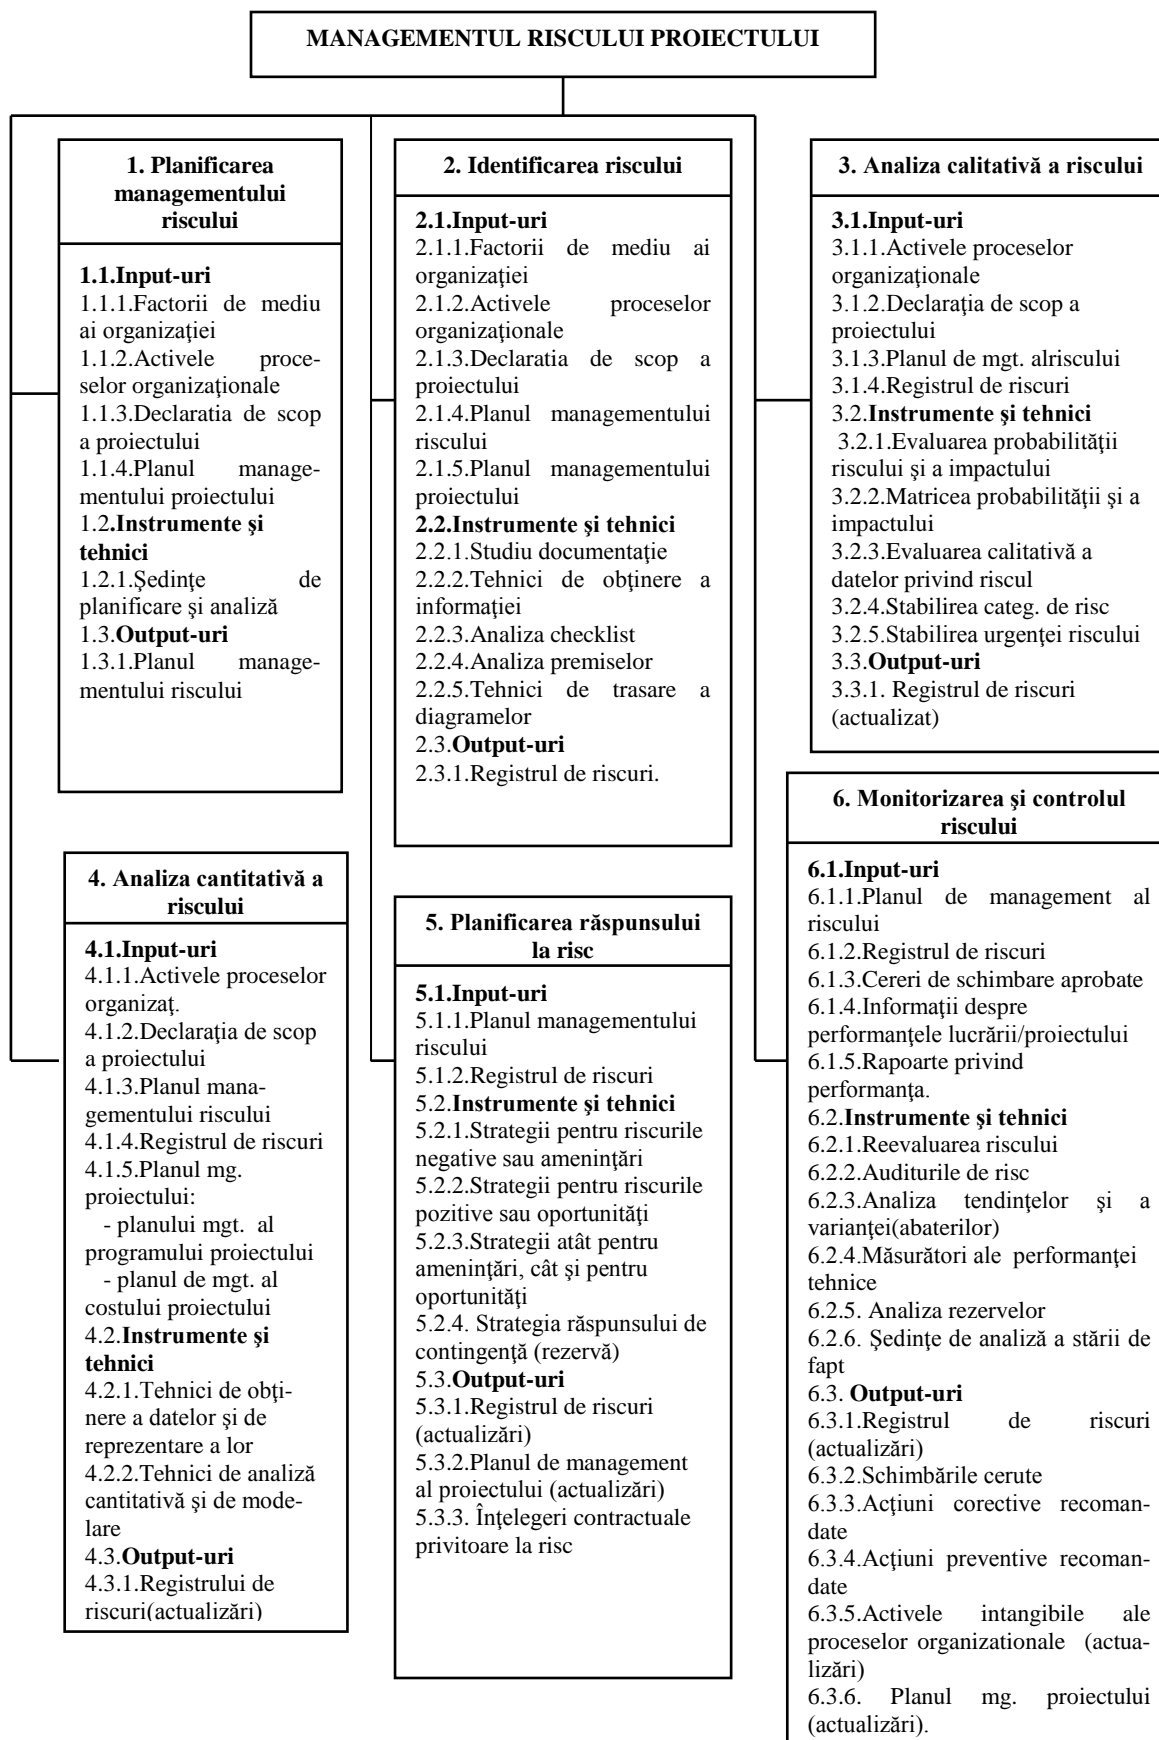 MANAGEMENTUL RISCULUI PROIECTULUI
1. Planificarea
managementului
riscului
1.1.Input-uri
1.1.1.Factorii de mediu
ai organizaţiei
1.1.2.Activele proce-
selor organizaţionale
1.1.3.Declaratia de scop
a proiectului
1.1.4.Planul manage-
mentului proiectului
1.2.Instrumente şi
tehnici
1.2.1.Şedinţe de
planificare şi analiză
1.3.Output-uri
1.3.1.Planul manage-
mentului riscului
2. Identificarea riscului
2.1.Input-uri
2.1.1.Factorii de mediu ai
organizaţiei
2.1.2.Activele proceselor
organizaţionale
2.1.3.Declaratia de scop a
proiectului
2.1.4.Planul managementului
riscului
2.1.5.Planul managementului
proiectului
2.2.Instrumente şi tehnici
2.2.1.Studiu documentaţie
2.2.2.Tehnici de obţinere a
informaţiei
2.2.3.Analiza checklist
2.2.4.Analiza premiselor
2.2.5.Tehnici de trasare a
diagramelor
2.3.Output-uri
2.3.1.Registrul de riscuri.
3. Analiza calitativă a riscului
3.1.Input-uri
3.1.1.Activele proceselor
organizaţionale
3.1.2.Declaraţia de scop a
proiectului
3.1.3.Planul de mgt. alriscului
3.1.4.Registrul de riscuri
3.2.Instrumente şi tehnici
3.2.1.Evaluarea probabilităţii
riscului şi a impactului
3.2.2.Matricea probabilităţii şi a
impactului
3.2.3.Evaluarea calitativă a
datelor privind riscul
3.2.4.Stabilirea categ. de risc
3.2.5.Stabilirea urgenţei riscului
3.3.Output-uri
3.3.1. Registrul de riscuri
(actualizat)
4. Analiza cantitativă a
riscului
4.1.Input-uri
4.1.1.Activele proceselor
organizaţ.
4.1.2.Declaraţia de scop
a proiectului
4.1.3.Planul mana-
gementului riscului
4.1.4.Registrul de riscuri
4.1.5.Planul mg.
proiectului:
- planului mgt. al
programului proiectului
- planul de mgt. al
costului proiectului
4.2.Instrumente şi
tehnici
4.2.1.Tehnici de obţi-
nere a datelor şi de
reprezentare a lor
4.2.2.Tehnici de analiză
cantitativă şi de mode-
lare
4.3.Output-uri
4.3.1.Registrului de
riscuri(actualizări)
5. Planificarea răspunsului
la risc
5.1.Input-uri
5.1.1.Planul managementului
riscului
5.1.2.Registrul de riscuri
5.2.Instrumente şi tehnici
5.2.1.Strategii pentru riscurile
negative sau ameninţări
5.2.2.Strategii pentru riscurile
pozitive sau oportunităţi
5.2.3.Strategii atât pentru
ameninţări, cât şi pentru
oportunităţi
5.2.4. Strategia răspunsului de
contingenţă (rezervă)
5.3.Output-uri
5.3.1.Registrul de riscuri
(actualizări)
5.3.2.Planul de management
al proiectului (actualizări)
5.3.3. Înţelegeri contractuale
privitoare la risc
6. Monitorizarea şi controlul
riscului
6.1.Input-uri
6.1.1.Planul de management al
riscului
6.1.2.Registrul de riscuri
6.1.3.Cereri de schimbare aprobate
6.1.4.Informaţii despre
performanţele lucrării/proiectului
6.1.5.Rapoarte privind
performanţa.
6.2.Instrumente şi tehnici
6.2.1.Reevaluarea riscului
6.2.2.Auditurile de risc
6.2.3.Analiza tendinţelor şi a
varianţei(abaterilor)
6.2.4.Măsurători ale performanţei
tehnice
6.2.5. Analiza rezervelor
6.2.6. Şedinţe de analiză a stării de
fapt
6.3. Output-uri
6.3.1.Registrul de riscuri
(actualizări)
6.3.2.Schimbările cerute
6.3.3.Acţiuni corective recoman-
date
6.3.4.Acţiuni preventive recoman-
date
6.3.5.Activele intangibile ale
proceselor organizationale (actua-
lizări)
6.3.6. Planul mg. proiectului
(actualizări).